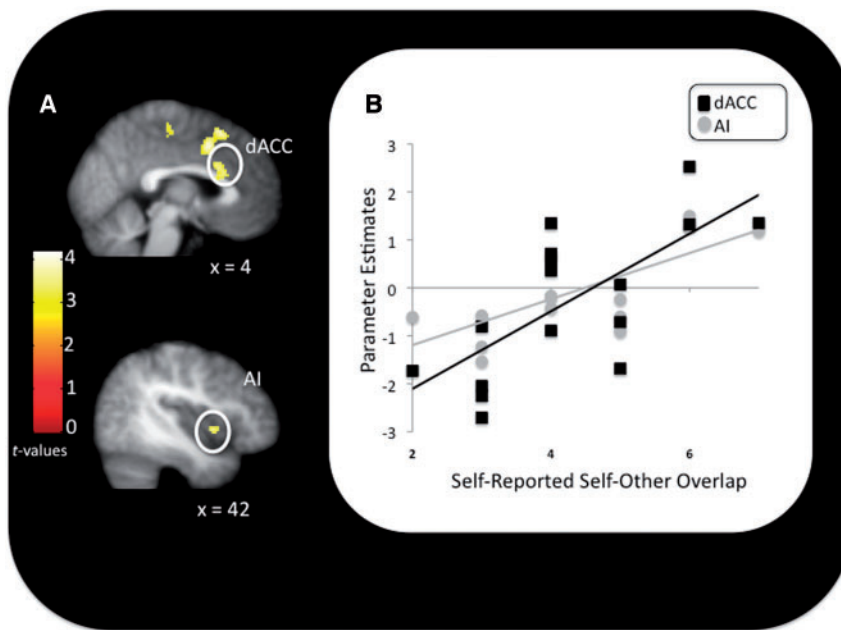 A
dACC
x = 4
4
3
2
1
0
t-values
AI
x = 42
B
dACC
AI
3
2
1
0
-1
-2
-3
Parameter Estimates
2
4
6
Self-Reported Self-Other Overlap